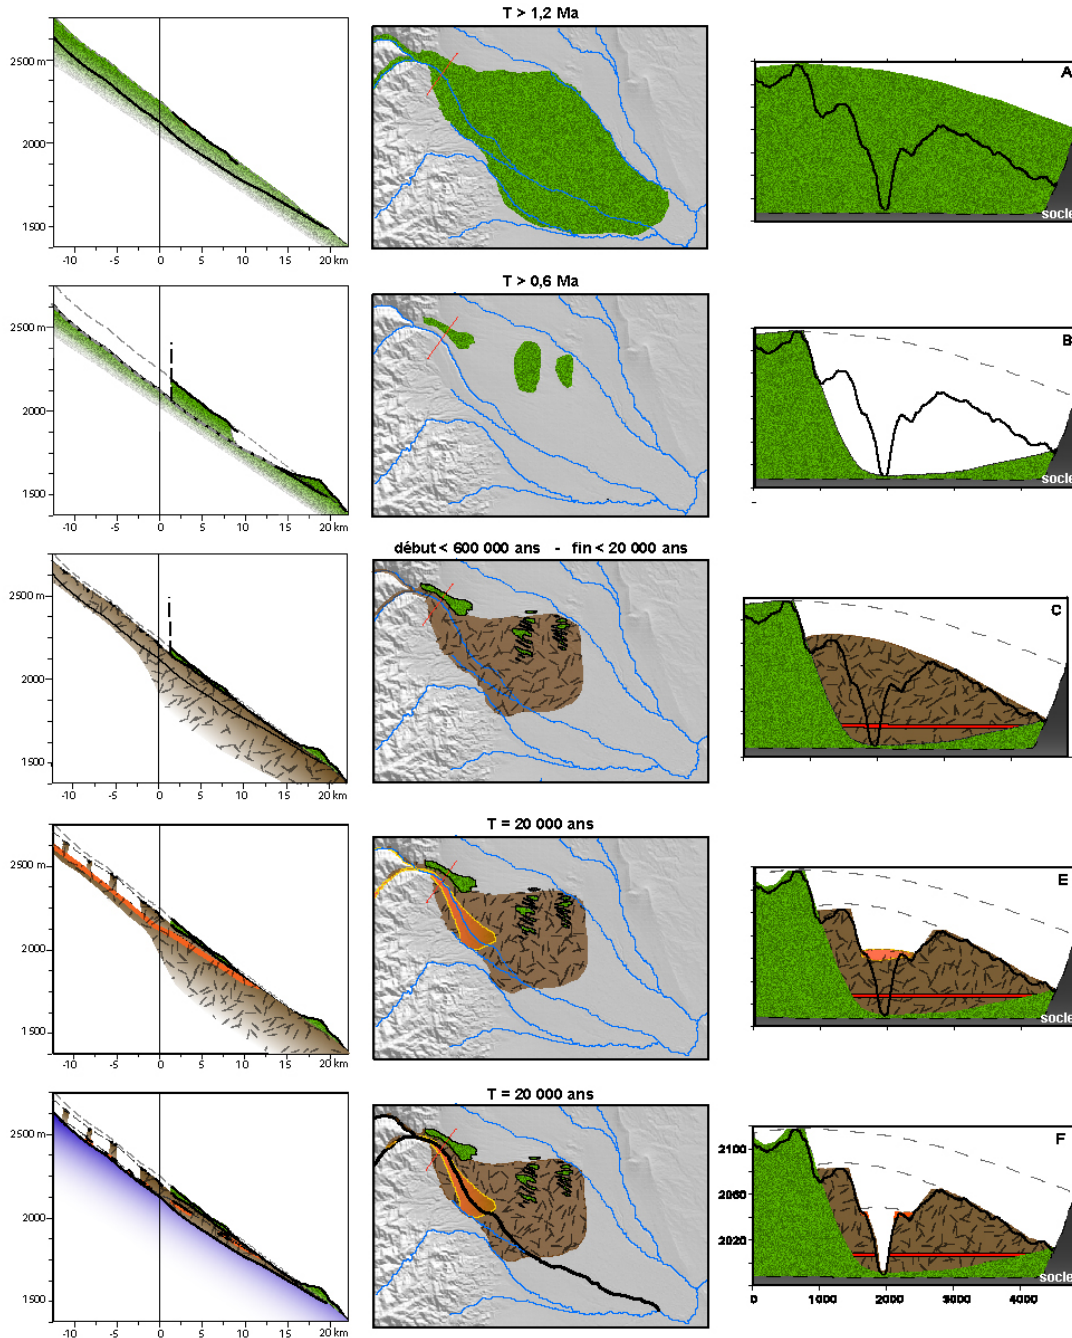 T > 1,2 Ma
2500 m
2000
1500
-10 -5 0 5 10 15 20 km
A
socle
T > 0,6 Ma
2500 m
2000
1500
-10 -5 0 5 10 15 20 km
B
socle
début < 600 000 ans - fin < 20 000 ans
2500 m
2000
1500
-10 -5 0 5 10 15 20 km
C
socle
T = 20 000 ans
2500 m
2000
1500
-10 -5 0 5 10 15 20 km
E
socle
T = 20 000 ans
2500 m
2000
1500
-10 -5 0 5 10 15 20 km
F
2100
2060
2020
socle
0 1000 2000 3000 4000